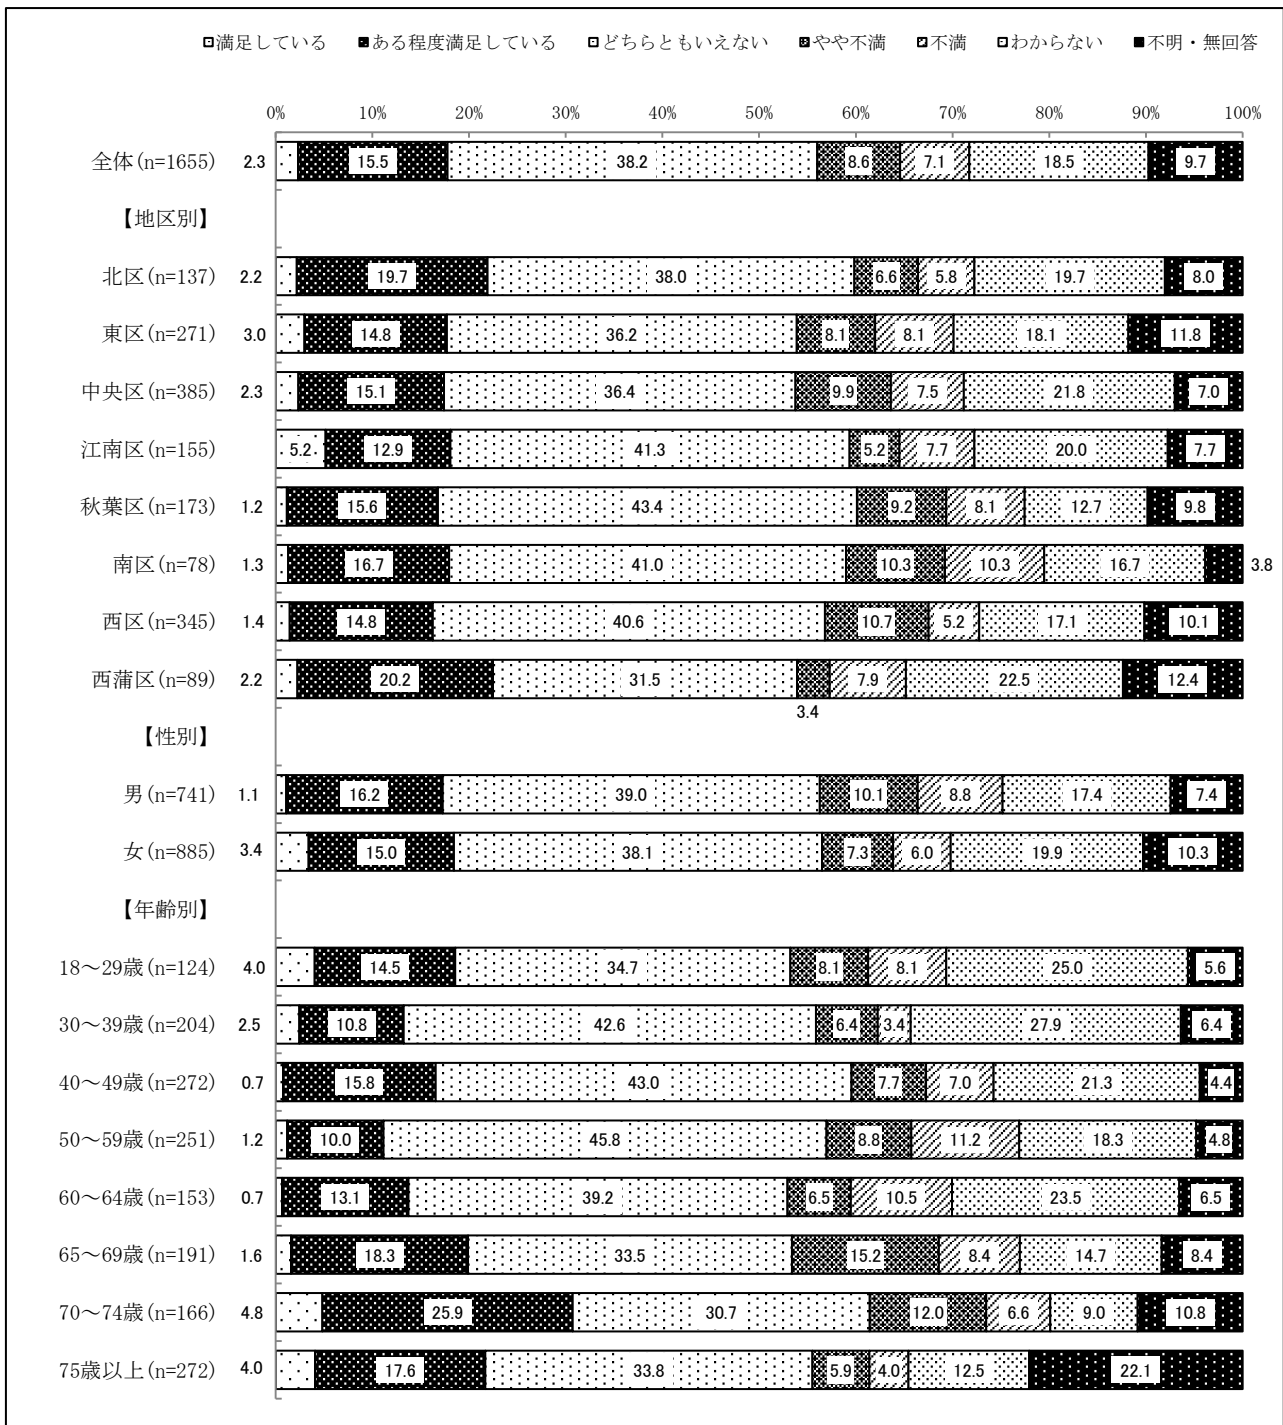 満足している ある程度満足している どちらともいえない やや不満 不満 わからない 不明・無回答
0% 10% 20% 30% 40% 50% 60% 70% 80% 90% 100%
全体(n=1655) 2.3 15.5 38.2 8.6 7.1 18.5 9.7
【地区別】
北区(n=137) 2.2 19.7 38.0 6.6 5.8 19.7 8.0
東区(n=271) 3.0 14.8 36.2 8.1 8.1 18.1 11.8
中央区(n=385) 2.3 15.1 36.4 9.9 7.5 21.8 7.0
江南区(n=155) 5.2 12.9 41.3 5.2 7.7 20.0 7.7
秋葉区(n=173) 1.2 15.6 43.4 9.2 8.1 12.7 9.8
南区(n=78) 1.3 16.7 41.0 10.3 10.3 16.7 3.8
西区(n=345) 1.4 14.8 40.6 10.7 5.2 17.1 10.1
西蒲区(n=89) 2.2 20.2 31.5 7.9 22.5 12.4
3.4
【性別】
男(n=741) 1.1 16.2 39.0 10.1 8.8 17.4 7.4
女(n=885) 3.4 15.0 38.1 7.3 6.0 19.9 10.3
【年齢別】
18～29歳(n=124) 4.0 14.5 34.7 8.1 8.1 25.0 5.6
30～39歳(n=204) 2.5 10.8 42.6 6.4 3.4 27.9 6.4
40～49歳(n=272) 0.7 15.8 43.0 7.7 7.0 21.3 4.4
50～59歳(n=251) 1.2 10.0 45.8 8.8 11.2 18.3 4.8
60～64歳(n=153) 0.7 13.1 39.2 6.5 10.5 23.5 6.5
65～69歳(n=191) 1.6 18.3 33.5 15.2 8.4 14.7 8.4
70～74歳(n=166) 4.8 25.9 30.7 12.0 6.6 9.0 10.8
75歳以上(n=272) 4.0 17.6 33.8 5.9 4.0 12.5 22.1